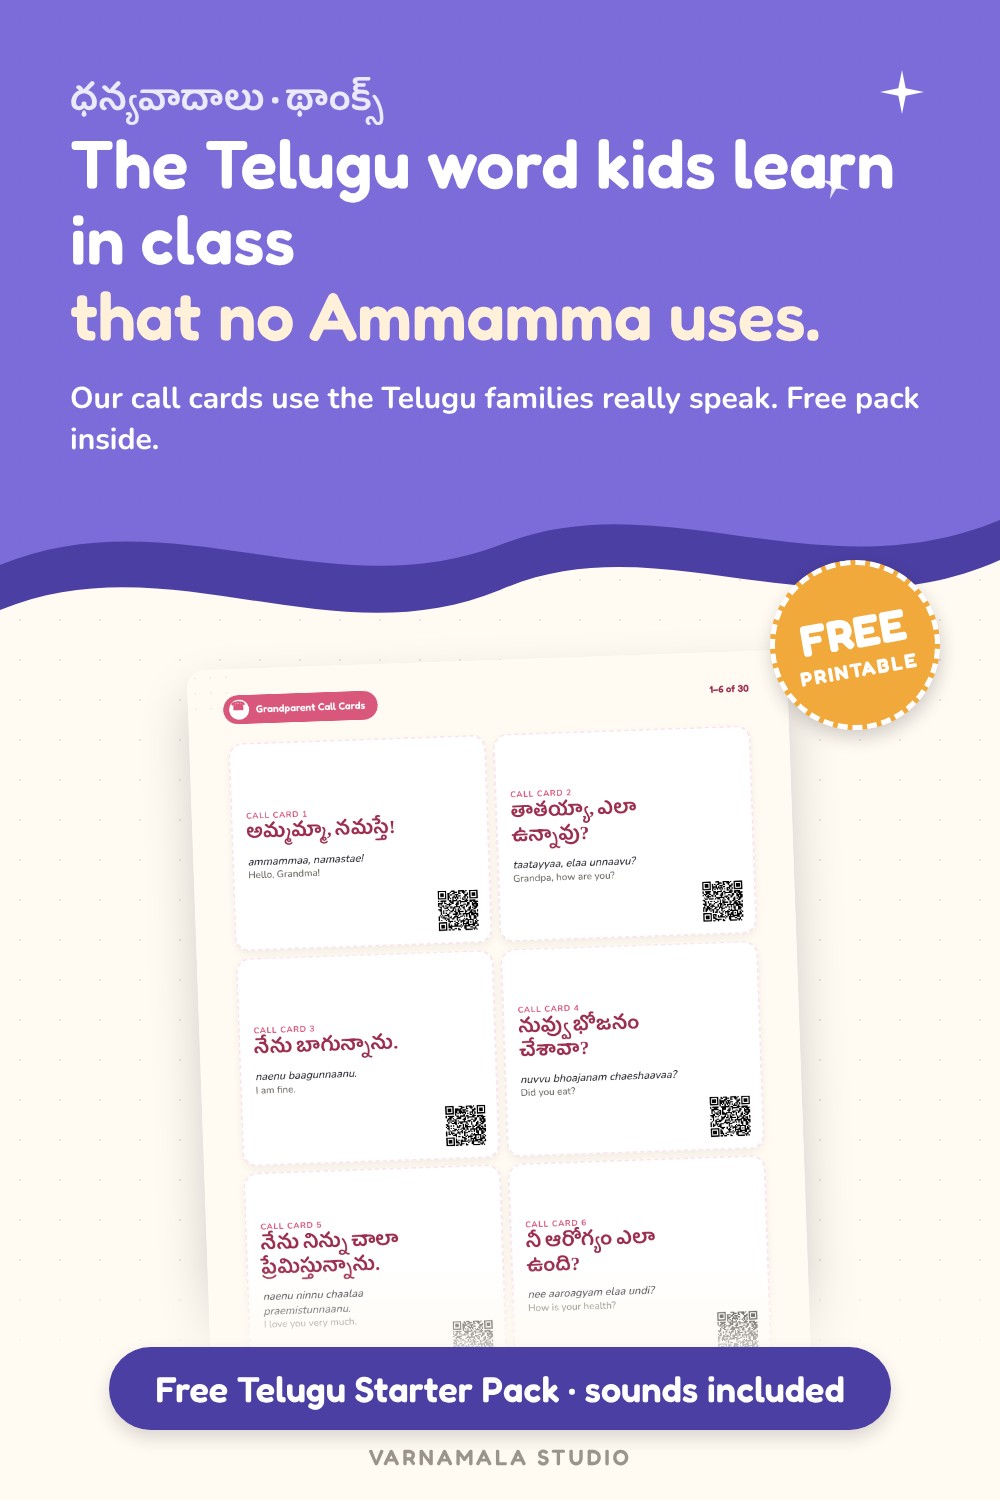 ధన్యవాదాలు · థాంక్స్
The Telugu word kids learn
in class
that no Ammamma uses.
Our call cards use the Telugu families really speak. Free pack
inside.
FREE
PRINTABLE
Grandparent Call Cards
1–6 of 30
CALL CARD 1
అమ్మమ్మా, నమస్తే!
ammammaa, namastae!
Hello, Grandma!
CALL CARD 2
తాతయ్యా, ఎలా
ఉన్నావు?
taatayyaa, elaa unnaavu?
Grandpa, how are you?
CALL CARD 3
నేను బాగున్నాను.
naenu baagunnaanu.
I am fine.
CALL CARD 4
నువ్వు భోజనం
చేశావా?
nuvvu bhoajanam chaeshaavaa?
Did you eat?
CALL CARD 5
నేను నిన్ను చాలా
ప్రేమిస్తున్నాను.
naenu ninnu chaalaa
praemistunnaanu.
I love you very much.
CALL CARD 6
నీ ఆరోగ్యం ఎలా
ఉంది?
nee aaroagyam elaa undi?
How is your health?
Free Telugu Starter Pack · sounds included
VARNAMALA STUDIO